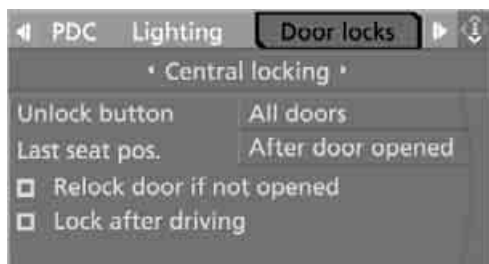 PDC Lighting Door locks
• Central locking •
Unlock button All doors
Last seat pos. After door opened
Relock door if not opened
Lock after driving